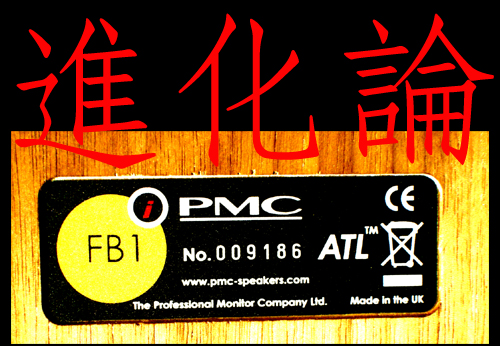 進化論
PMC
CE
FB1
No. 009186
ATL™
www.pmc-speakers.com
The Professional Monitor Company Ltd.
Made in the UK